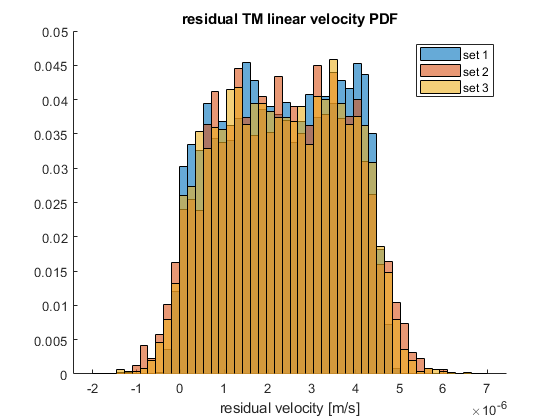 residual TM linear velocity PDF
0.05
0.045
0.04
0.035
0.03
0.025
0.02
0.015
0.01
0.005
0
set 1
set 2
set 3
-2 -1 0 1 2 3 4 5 6 7
residual velocity [m/s]
×10⁻⁶